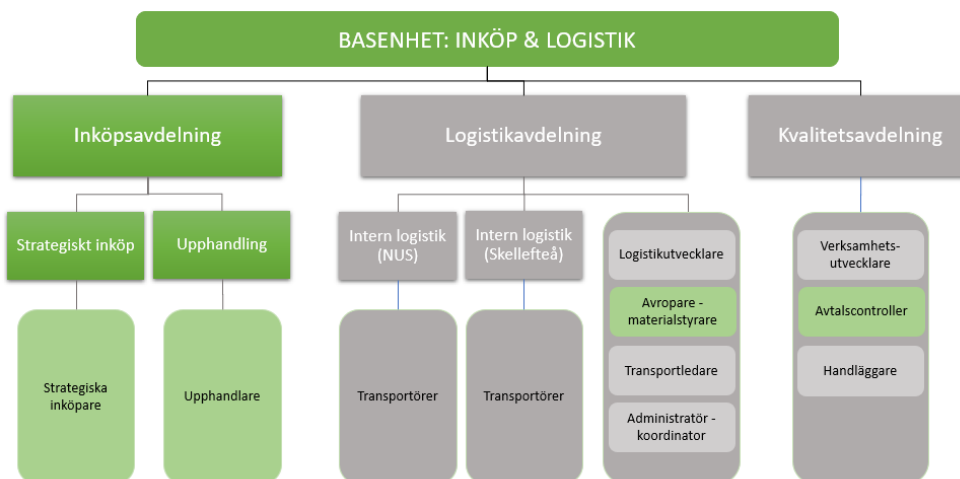 BASENHET: INKÖP & LOGISTIK
Inköpsavdelning
Logistikavdelning
Kvalitetsavdelning
Strategiskt inköp
Upphandling
Intern logistik
(NUS)
Intern logistik
(Skellefteå)
Strategiska
inköpare
Upphandlare
Transportörer
Transportörer
Logistikutvecklare
Avropare -
materialstyrare
Transportledare
Administratör -
koordinator
Verksamhets-
utvecklare
Avtalscontroller
Handläggare